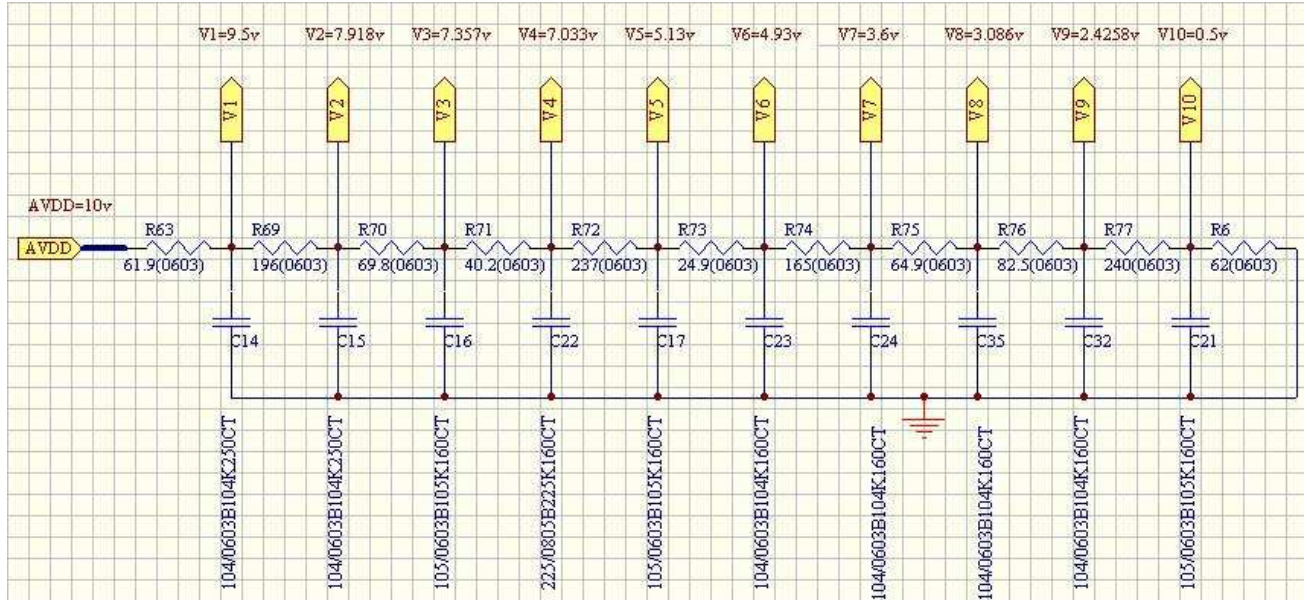 V1=9.5v V2=7.918v V3=7.357v V4=7.033v V5=5.13v V6=4.93v V7=3.6v V8=3.086v V9=2.4258v V10=0.5v
V1 V2 V3 V4 V5 V6 V7 V8 V9 V10
AVDD=10v
R63 R69 R70 R71 R72 R73 R74 R75 R76 R77 R6
AVDD
61.9(0603) 196(0603) 69.8(0603) 40.2(0603) 237(0603) 24.9(0603) 165(0603) 64.9(0603) 82.5(0603) 240(0603) 62(0603)
C14 C15 C16 C22 C17 C23 C24 C35 C32 C21
104/0603B104K250CT
104/0603B104K250CT
105/0603B105K160CT
225/0805B225K160CT
105/0603B105K160CT
104/0603B104K160CT
104/0603B104K160CT
104/0603B104K160CT
104/0603B104K160CT
105/0603B105K160CT